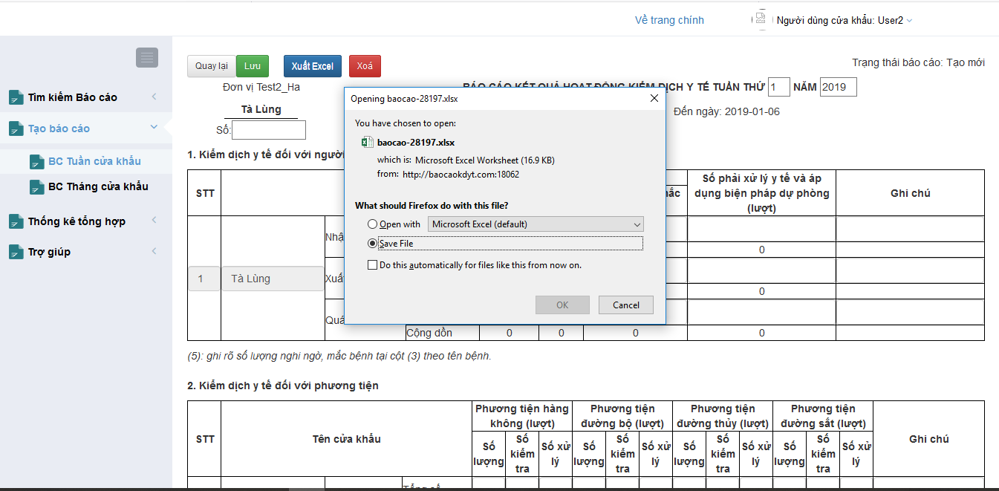 Về trang chính
Người dùng cửa khẩu: User2
Tìm kiếm Báo cáo
Tạo báo cáo
BC Tuần cửa khẩu
BC Tháng cửa khẩu
Thống kê tổng hợp
Trợ giúp
Quay lại
Lưu
Xuất Excel
Xoá
Trạng thái báo cáo: Tạo mới
Đơn vị Test2_Ha
BÁO CÁO KẾT QUẢ HOẠT ĐỘNG KIỂM DỊCH Y TẾ TUẦN THỨ 1 NĂM 2019
Tà Lùng
Đến ngày: 2019-01-06
Số:
Opening baocao-28197.xlsx
You have chosen to open:
baocao-28197.xlsx
which is: Microsoft Excel Worksheet (16.9 KB)
from: http://baocaokdyt.com:18062
What should Firefox do with this file?
Open with
Microsoft Excel (default)
Save File
Do this automatically for files like this from now on.
OK
Cancel
1. Kiểm dịch y tế đối với người
STT
Số phải xử lý y tế và áp
dụng biện pháp dự phòng
(lượt)
Ghi chú
0
1
Tà Lùng
0
Cộng dồn
0
0
0
0
(5): ghi rõ số lượng nghi ngờ, mắc bệnh tại cột (3) theo tên bệnh.
2. Kiểm dịch y tế đối với phương tiện
STT
Tên cửa khẩu
Phương tiện hàng
không (lượt)
Phương tiện
đường bộ (lượt)
Phương tiện
đường thủy (lượt)
Phương tiện
đường sắt (lượt)
Ghi chú
Số
lượng
Số
kiểm
tra
Số xử
lý
Số
lượng
Số
kiểm
tra
Số xử
lý
Số
lượng
Số
kiểm
tra
Số xử
lý
Số
lượng
Số
kiểm
tra
Số xử
lý